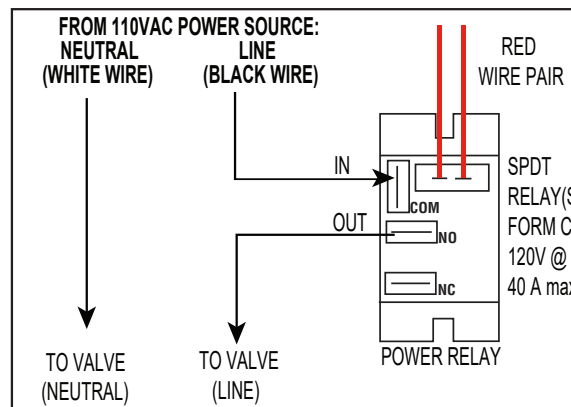 FROM 110VAC POWER SOURCE:
NEUTRAL
(WHITE WIRE)
LINE
(BLACK WIRE)
RED
WIRE PAIR
IN
COM
OUT
NO
NC
SPDT
RELAY(S
FORM C
120V @
40 A max
TO VALVE
(NEUTRAL)
TO VALVE
(LINE)
POWER RELAY